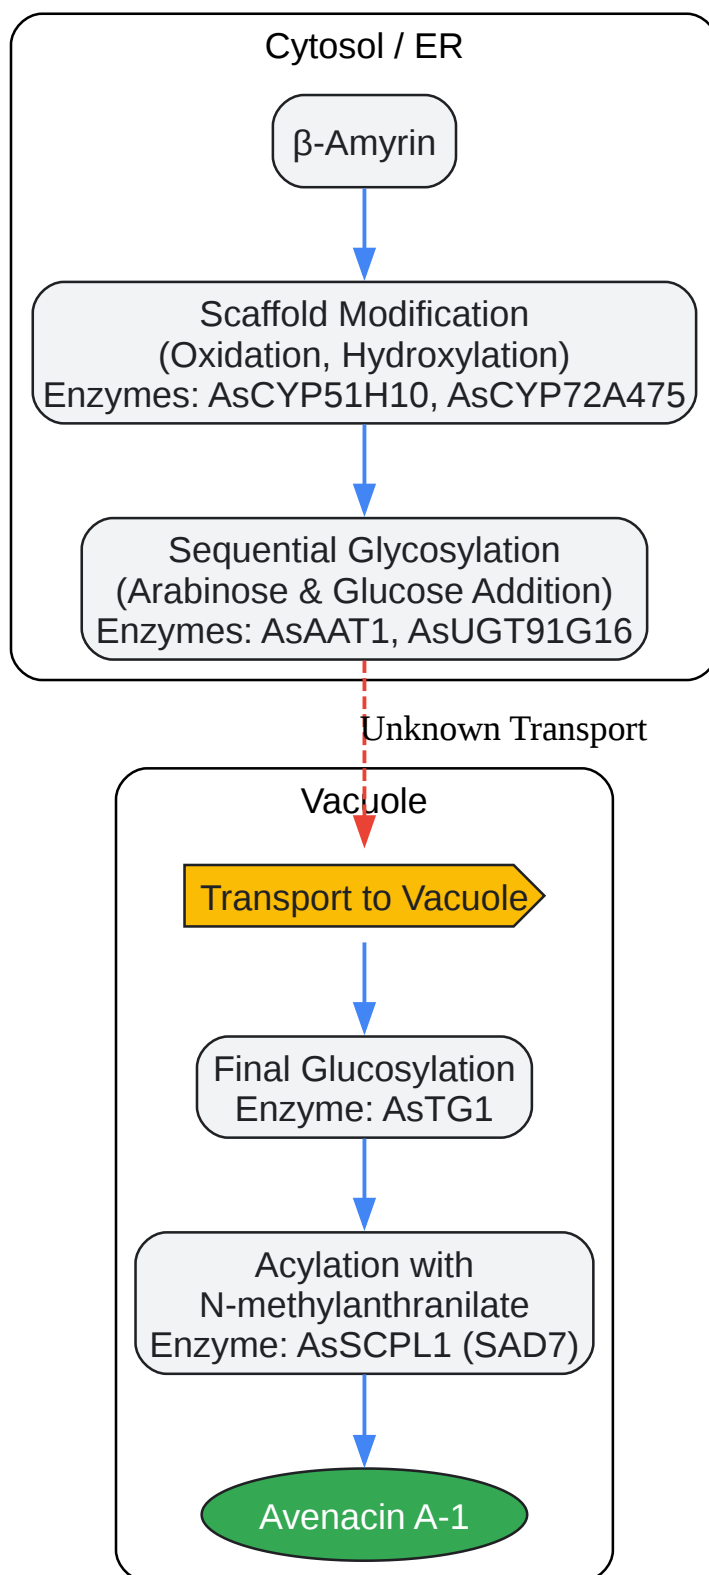 Cytosol / ER
β-Amyrin
Scaffold Modification
(Oxidation, Hydroxylation)
Enzymes: AsCYP51H10, AsCYP72A475
Sequential Glycosylation
(Arabinose & Glucose Addition)
Enzymes: AsAAT1, AsUGT91G16
Unknown Transport
Vacuole
Transport to Vacuole
Final Glucosylation
Enzyme: AsTG1
Acylation with
N-methylanthranilate
Enzyme: AsSCPL1 (SAD7)
Avenacin A-1